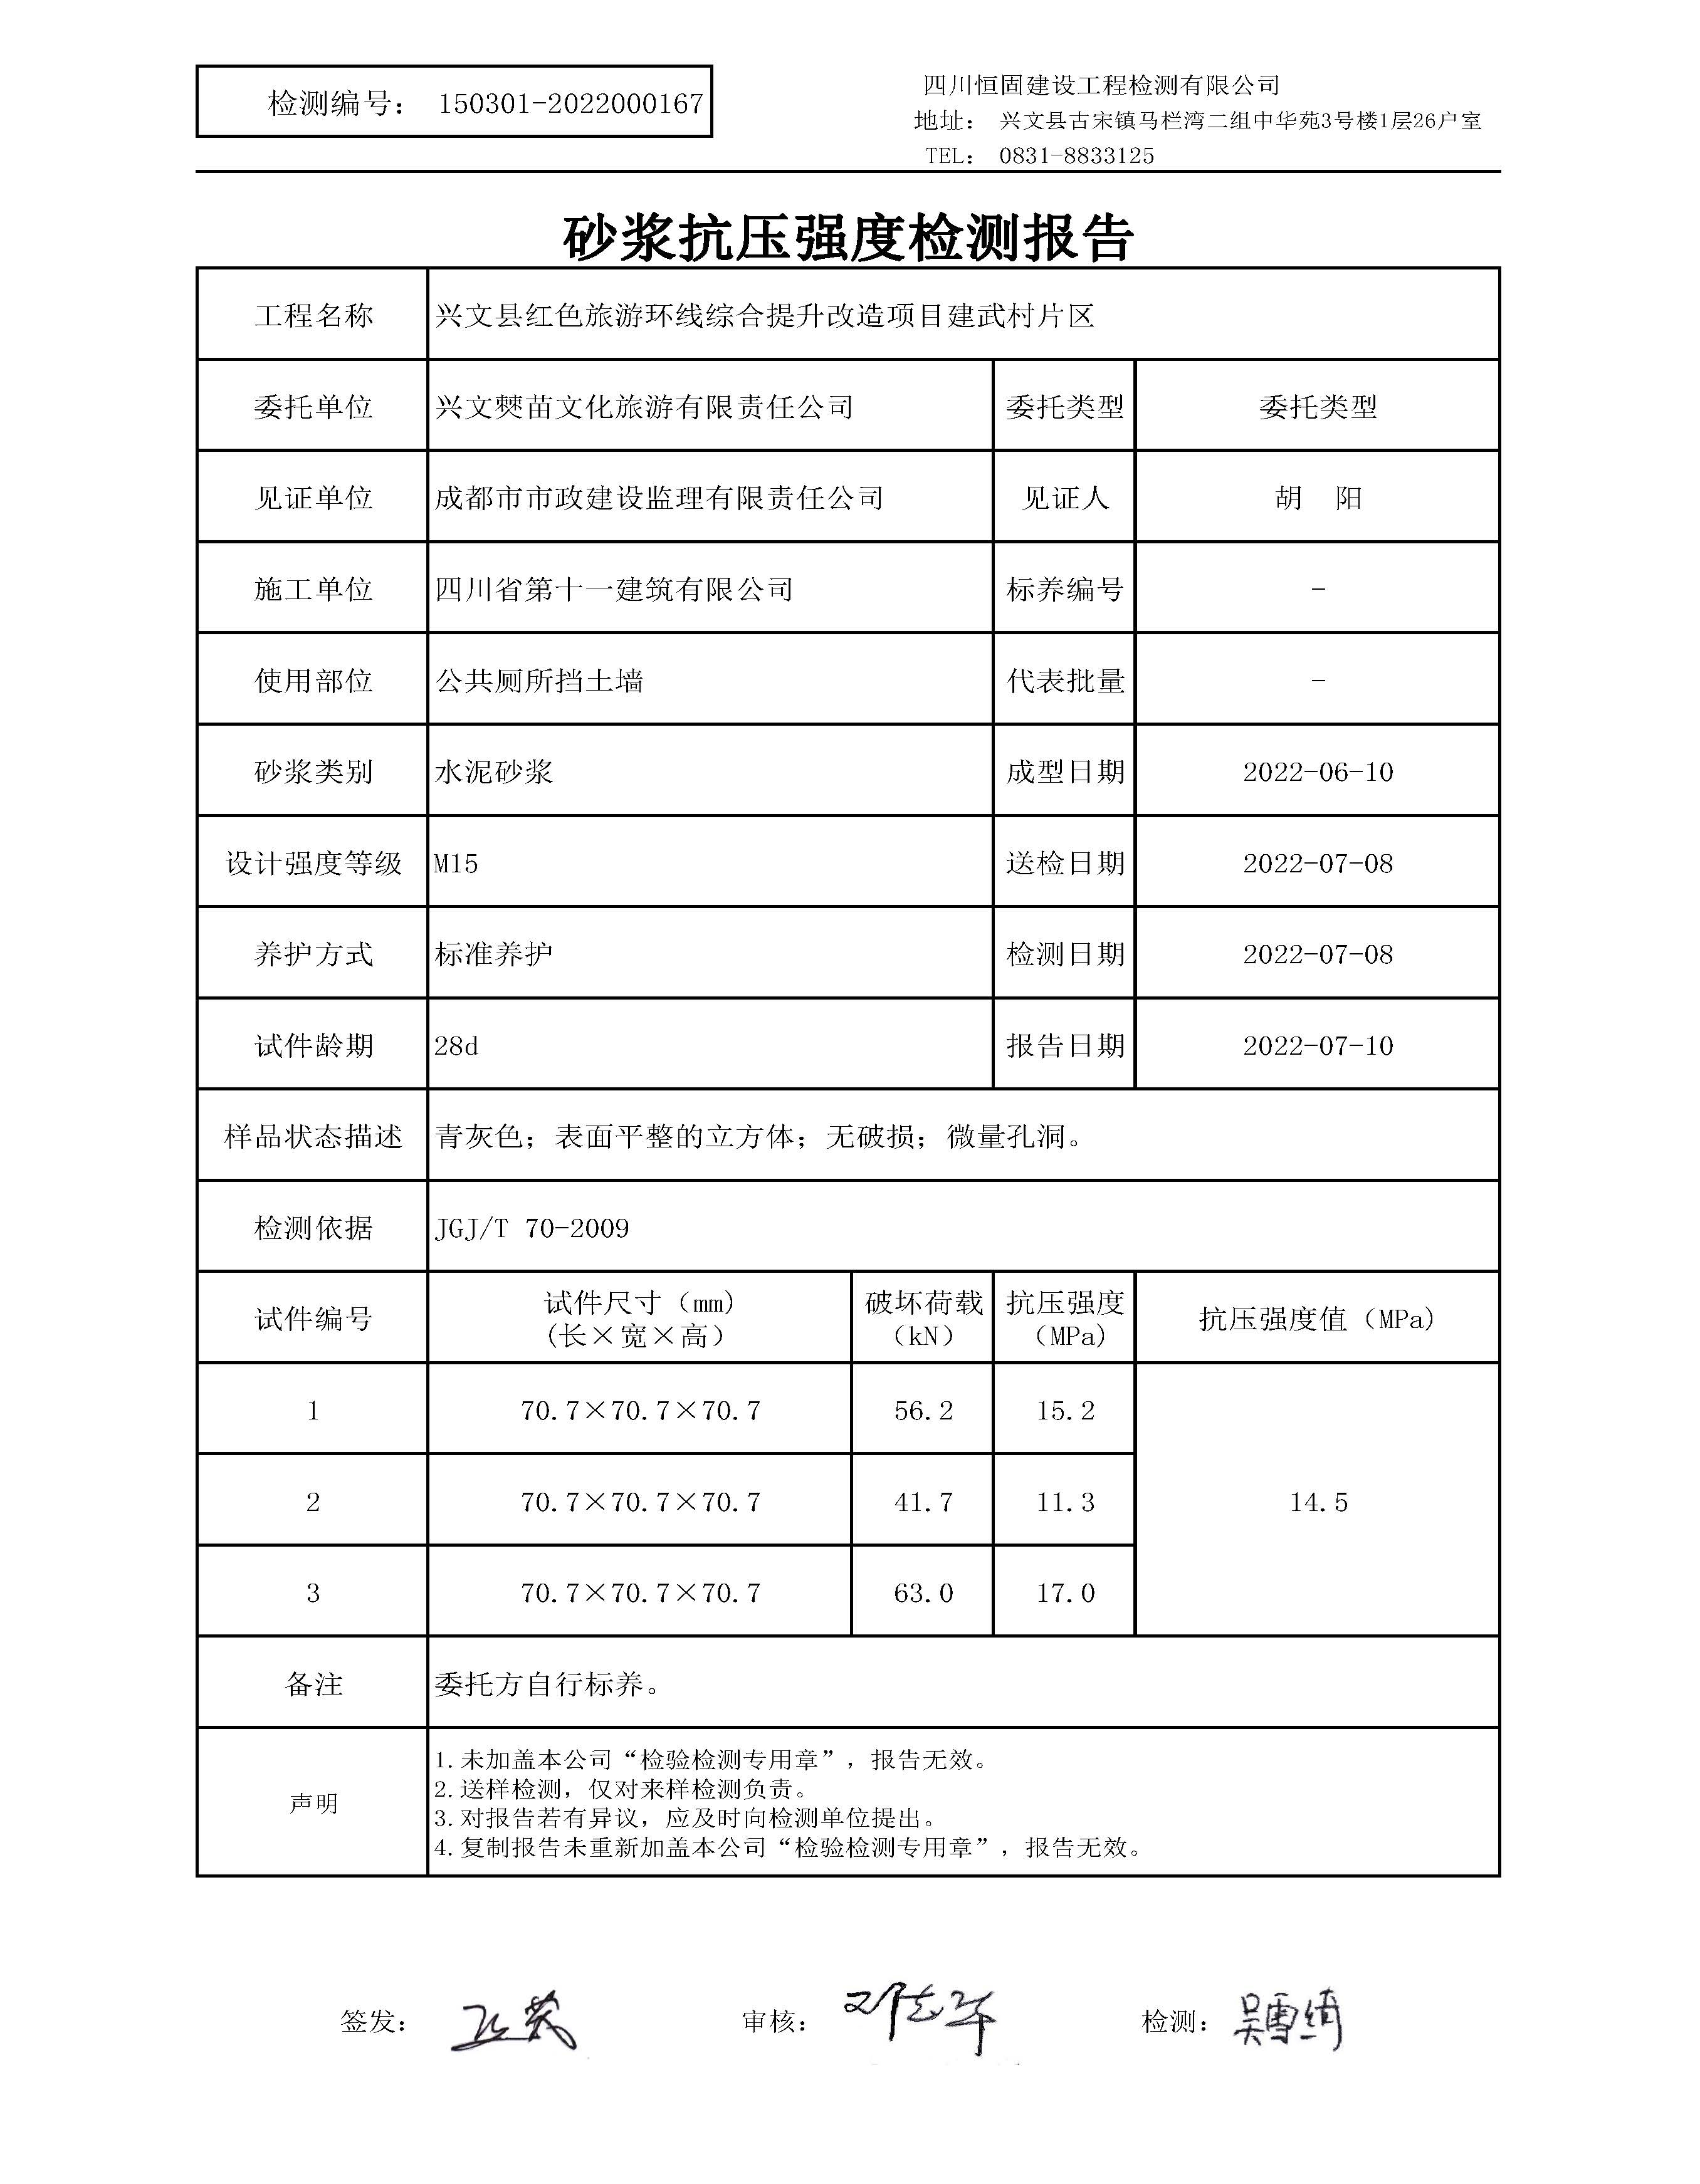 检测编号： 150301-2022000167
四川恒固建设工程检测有限公司
地址： 兴文县古宋镇马栏湾二组中华苑3号楼1层26户室
TEL： 0831-8833125
砂浆抗压强度检测报告
工程名称 兴文县红色旅游环线综合提升改造项目建武村片区
委托单位 兴文僰苗文化旅游有限责任公司 委托类型 委托类型
见证单位 成都市市政建设监理有限责任公司 见证人 胡 阳
施工单位 四川省第十一建筑有限公司 标养编号 -
使用部位 公共厕所挡土墙 代表批量 -
砂浆类别 水泥砂浆 成型日期 2022-06-10
设计强度等级 M15 送检日期 2022-07-08
养护方式 标准养护 检测日期 2022-07-08
试件龄期 28d 报告日期 2022-07-10
样品状态描述 青灰色；表面平整的立方体；无破损；微量孔洞。
检测依据 JGJ/T 70-2009
试件编号 试件尺寸（mm) (长×宽×高） 破坏荷载（kN） 抗压强度（MPa) 抗压强度值（MPa)
1 70.7×70.7×70.7 56.2 15.2
2 70.7×70.7×70.7 41.7 11.3 14.5
3 70.7×70.7×70.7 63.0 17.0
备注 委托方自行标养。
声明
1.未加盖本公司“检验检测专用章”，报告无效。
2.送样检测，仅对来样检测负责。
3.对报告若有异议，应及时向检测单位提出。
4.复制报告未重新加盖本公司“检验检测专用章”，报告无效。
签发： 审核： 检测： 吴雪绮